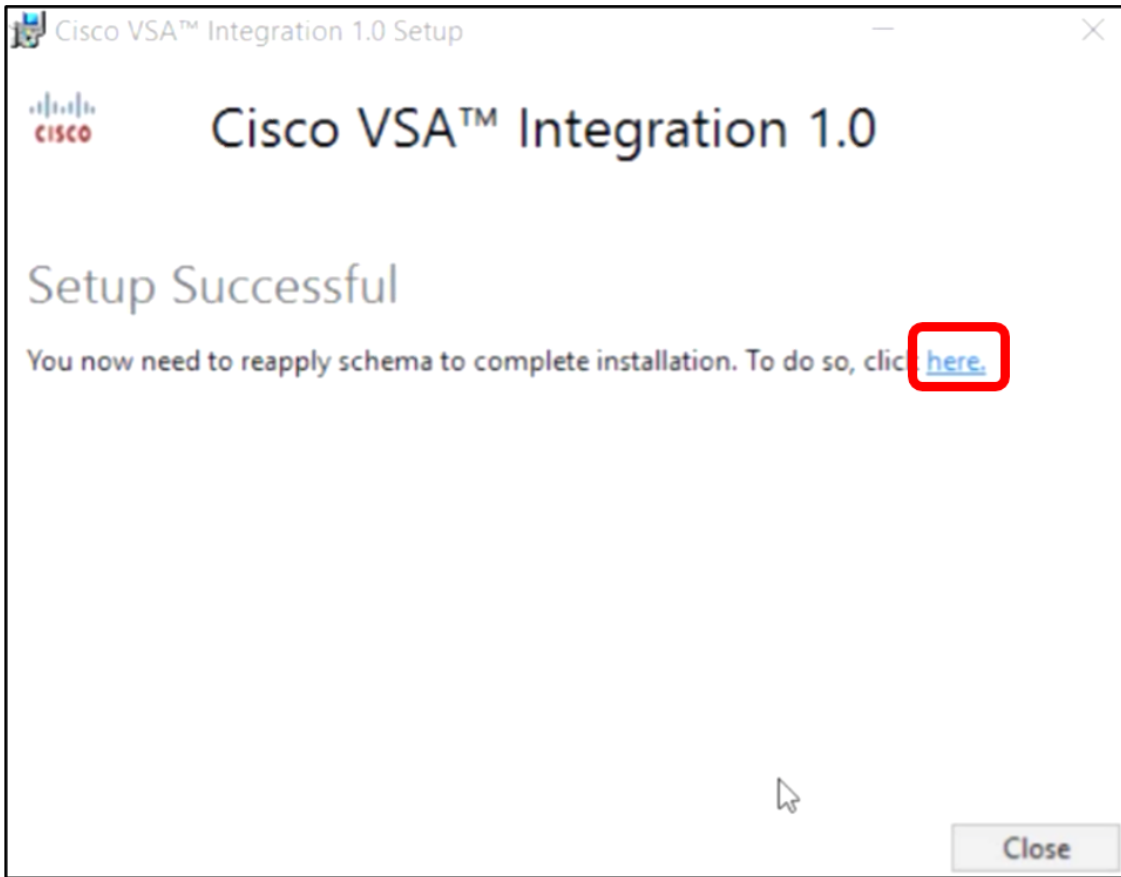 Cisco VSA™ Integration 1.0 Setup
CISCO
Cisco VSA™ Integration 1.0
Setup Successful
You now need to reapply schema to complete installation. To do so, click here.
Close